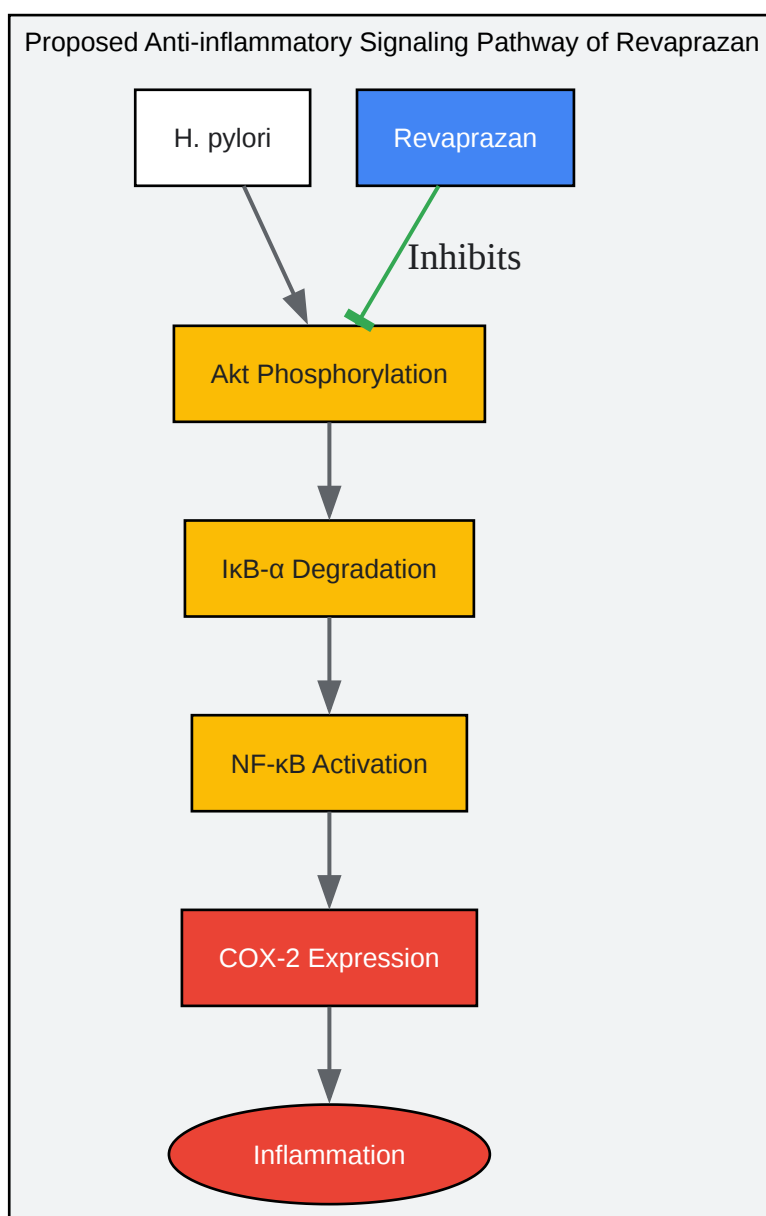 Proposed Anti-inflammatory Signaling Pathway of Revaprazan
H. pylori
Revaprazan
Inhibits
Akt Phosphorylation
IκB-α Degradation
NF-κB Activation
COX-2 Expression
Inflammation